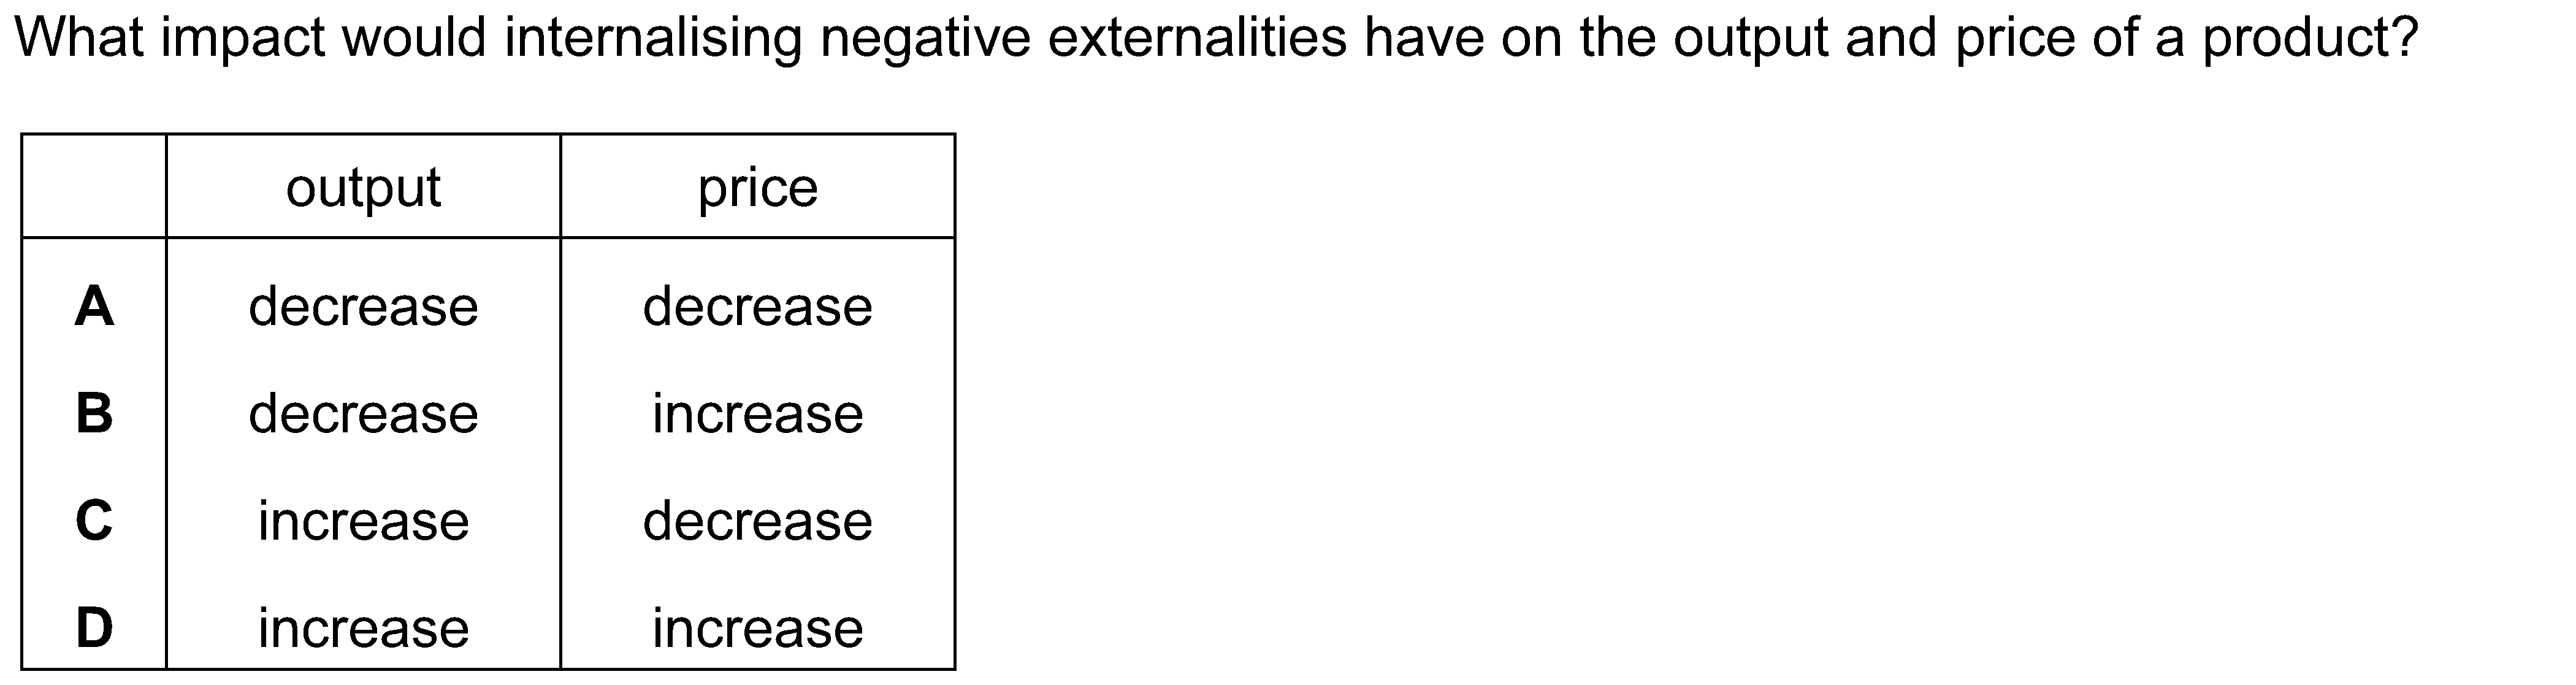 What impact would internalising negative externalities have on the output and price of a product?
output price
A decrease decrease
B decrease increase
C increase decrease
D increase increase